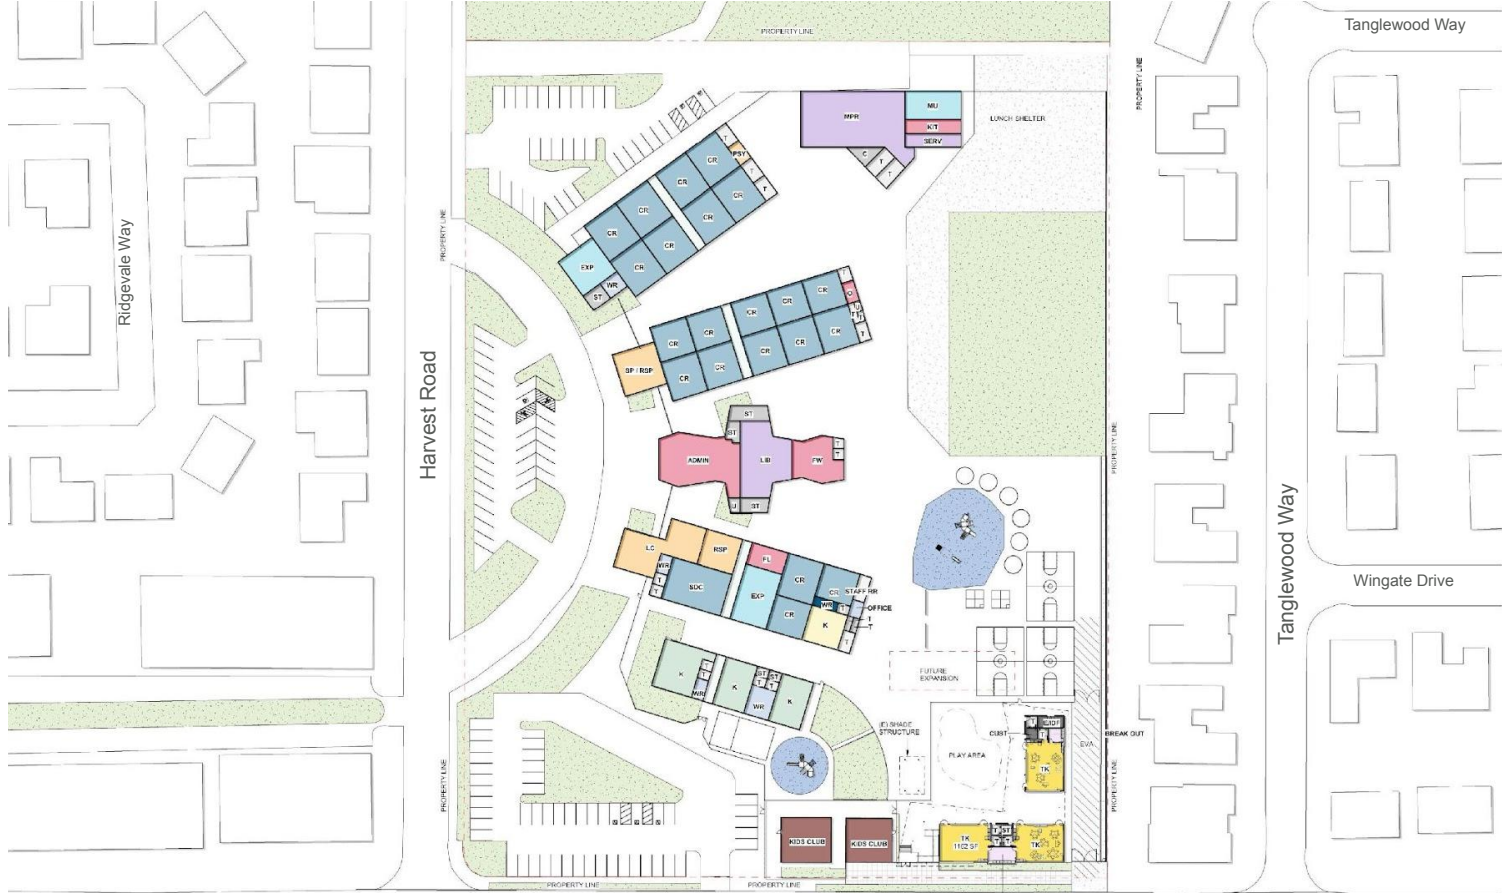 Tanglewood Way
PROPERTY LINE
PROPERTY LINE
MPR
MU
KIT
SERV
LUNCH SHELTER
C
T
T
T
PSY
T
T
CR
CR
CR
CR
CR
CR
CR
CR
EXP
WR
ST
PROPERTY LINE
Ridgevale Way
Harvest Road
CR
CR
CR
CR
CR
CR
CR
CR
CR
CR
SP / RSP
T
O
U
T
T
T
ST
ST
ADMIN
LIB
FW
T
T
U
ST
PROPERTY LINE
LC
RSP
WR
T
T
SDC
FL
EXP
CR
CR
CR
STAFF RR
WR
T
OFFICE
K
T
T
T
Tanglewood Way
Wingate Drive
K
T
T
WR
K
ST
ST
T
T
WR
K
FUTURE
EXPANSION
(E) SHADE
STRUCTURE
PLAY AREA
CUST
T
E/IDF
T
EVA
BREAK OUT
TK
PROPERTY LINE
PROPERTY LINE
KIDS CLUB
KIDS CLUB
TK
1102 SF
T
ST
T
T
TK
PROPERTY LINE
PROPERTY LINE